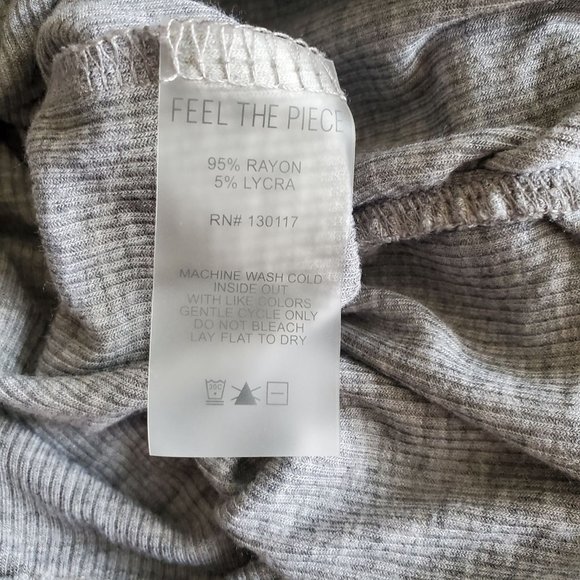 FEEL THE PIECE
95% RAYON
5% LYCRA
RN# 130117
MACHINE WASH COLD
INSIDE OUT
WITH LIKE COLORS
GENTLE CYCLE ONLY
DO NOT BLEACH
LAY FLAT TO DRY
30C